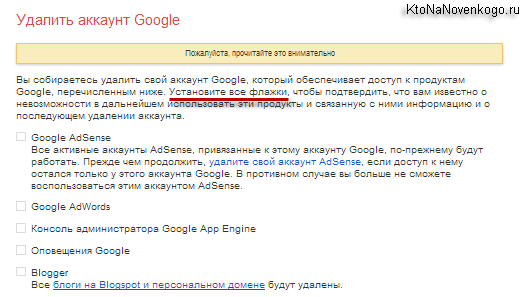 KtoNaNovenkogo.ru
Удалить аккаунт Google
Пожалуйста, прочитайте это внимательно
Вы собираетесь удалить свой аккаунт Google, который обеспечивает доступ к продуктам
Google, перечисленным ниже. Установите все флажки, чтобы подтвердить, что вам известно о
невозможности в дальнейшем использовать эти продукты и связанную с ними информацию и о
последующем удалении аккаунта.
Google AdSense
Все активные аккаунты AdSense, привязанные к этому аккаунту Google, по-прежнему будут
работать. Прежде чем продолжить, удалите свой аккаунт AdSense, если доступ к нему
остался только у этого аккаунта Google. В противном случае вы больше не сможете
воспользоваться этим аккаунтом AdSense.
Google AdWords
Консоль администратора Google App Engine
Оповещения Google
Blogger
Все блоги на Blogspot и персональном домене будут удалены.